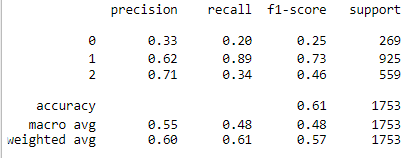 precision recall f1-score support
0 0.33 0.20 0.25 269
1 0.62 0.89 0.73 925
2 0.71 0.34 0.46 559
accuracy 0.61 1753
macro avg 0.55 0.48 0.48 1753
weighted avg 0.60 0.61 0.57 1753